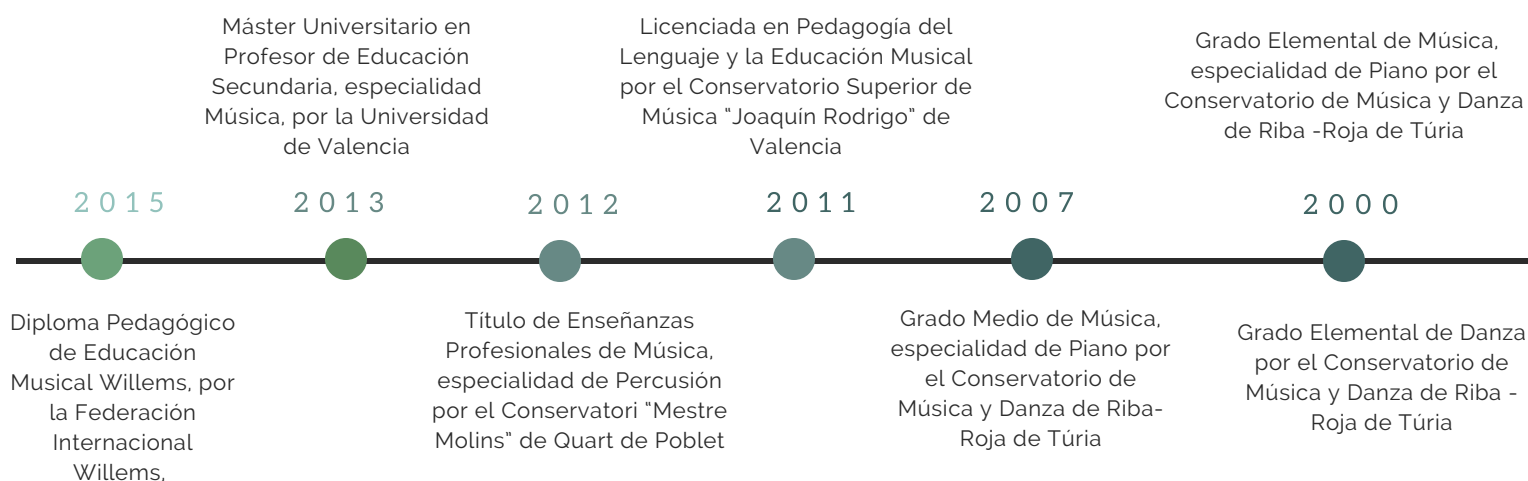 Máster Universitario en
Profesor de Educación
Secundaria, especialidad
Música, por la Universidad
de Valencia
Licenciada en Pedagogía del
Lenguaje y la Educación Musical
por el Conservatorio Superior de
Música "Joaquín Rodrigo" de
Valencia
Grado Elemental de Música,
especialidad de Piano por el
Conservatorio de Música y Danza
de Riba -Roja de Túria
2015
2013
2012
2011
2007
2000
Diploma Pedagógico
de Educación
Musical Willems, por
la Federación
Internacional
Willems,
Título de Enseñanzas
Profesionales de Música,
especialidad de Percusión
por el Conservatori "Mestre
Molins" de Quart de Poblet
Grado Medio de Música,
especialidad de Piano por
el Conservatorio de
Música y Danza de Riba-
Roja de Túria
Grado Elemental de Danza
por el Conservatorio de
Música y Danza de Riba -
Roja de Túria